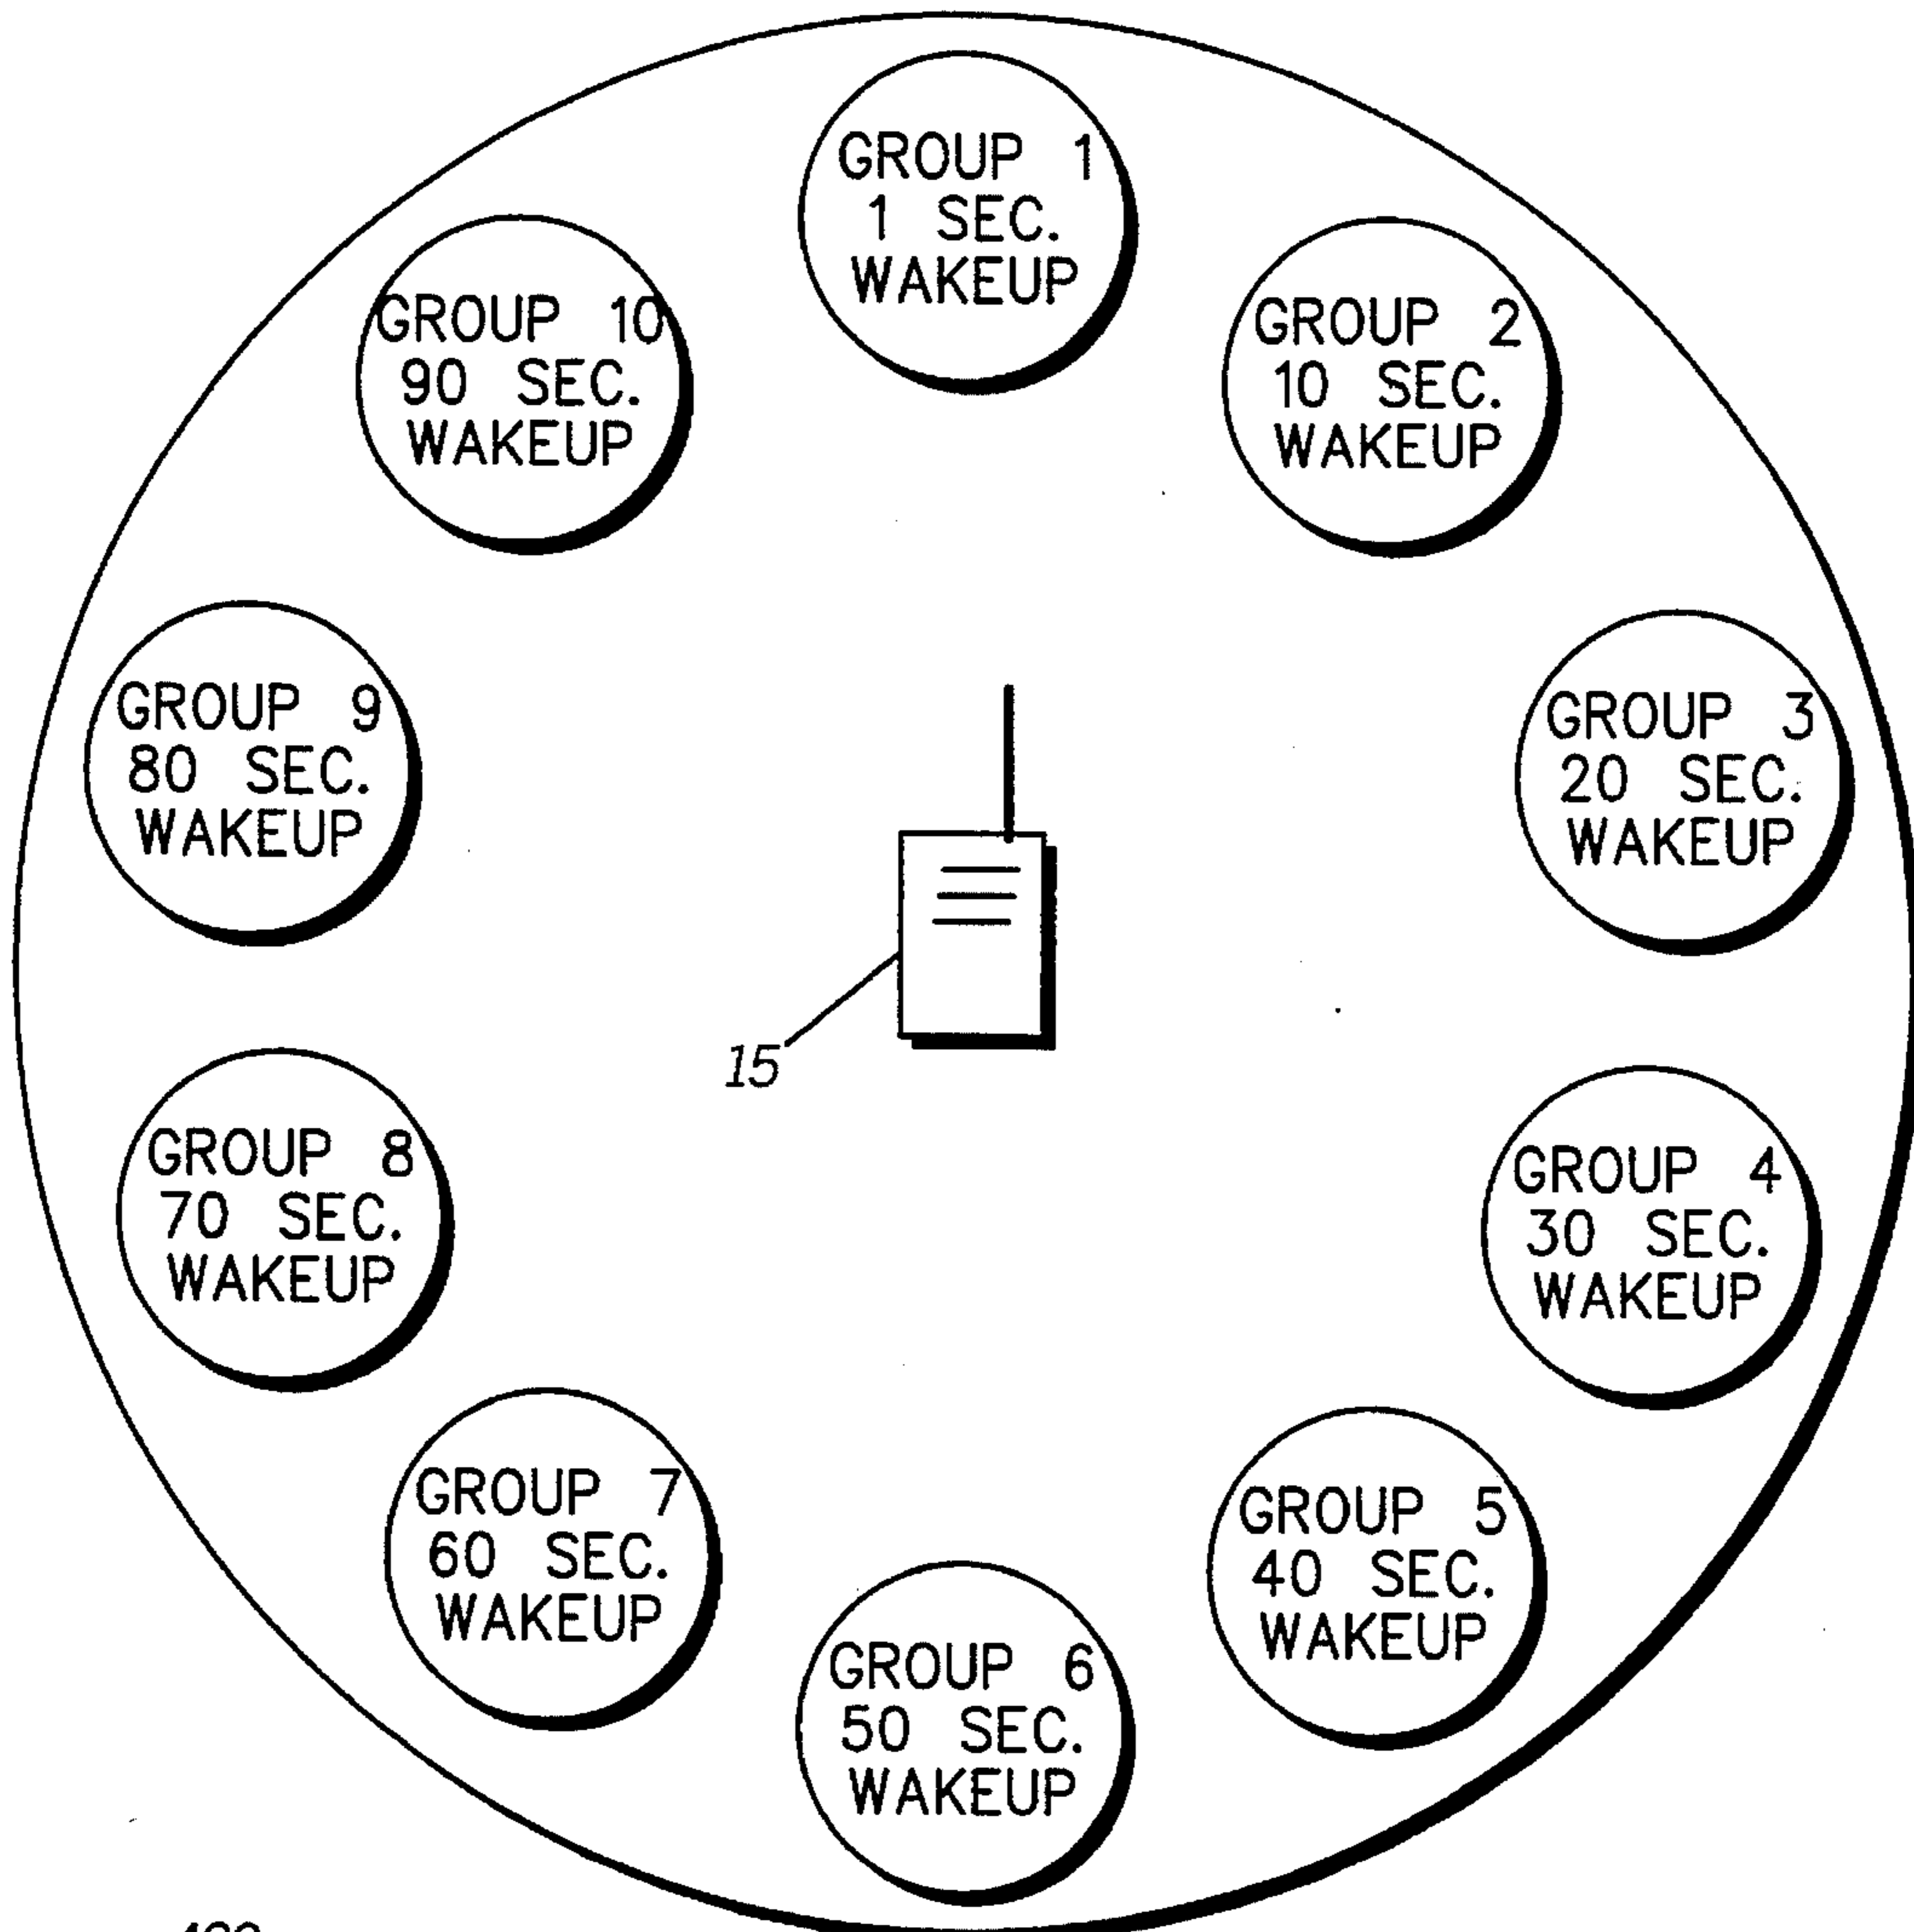 GROUP 1
1 SEC.
WAKEUP
GROUP 2
10 SEC.
WAKEUP
GROUP 3
20 SEC.
WAKEUP
GROUP 4
30 SEC.
WAKEUP
GROUP 5
40 SEC.
WAKEUP
GROUP 6
50 SEC.
WAKEUP
GROUP 7
60 SEC.
WAKEUP
GROUP 8
70 SEC.
WAKEUP
GROUP 9
80 SEC.
WAKEUP
GROUP 10
90 SEC.
WAKEUP
15